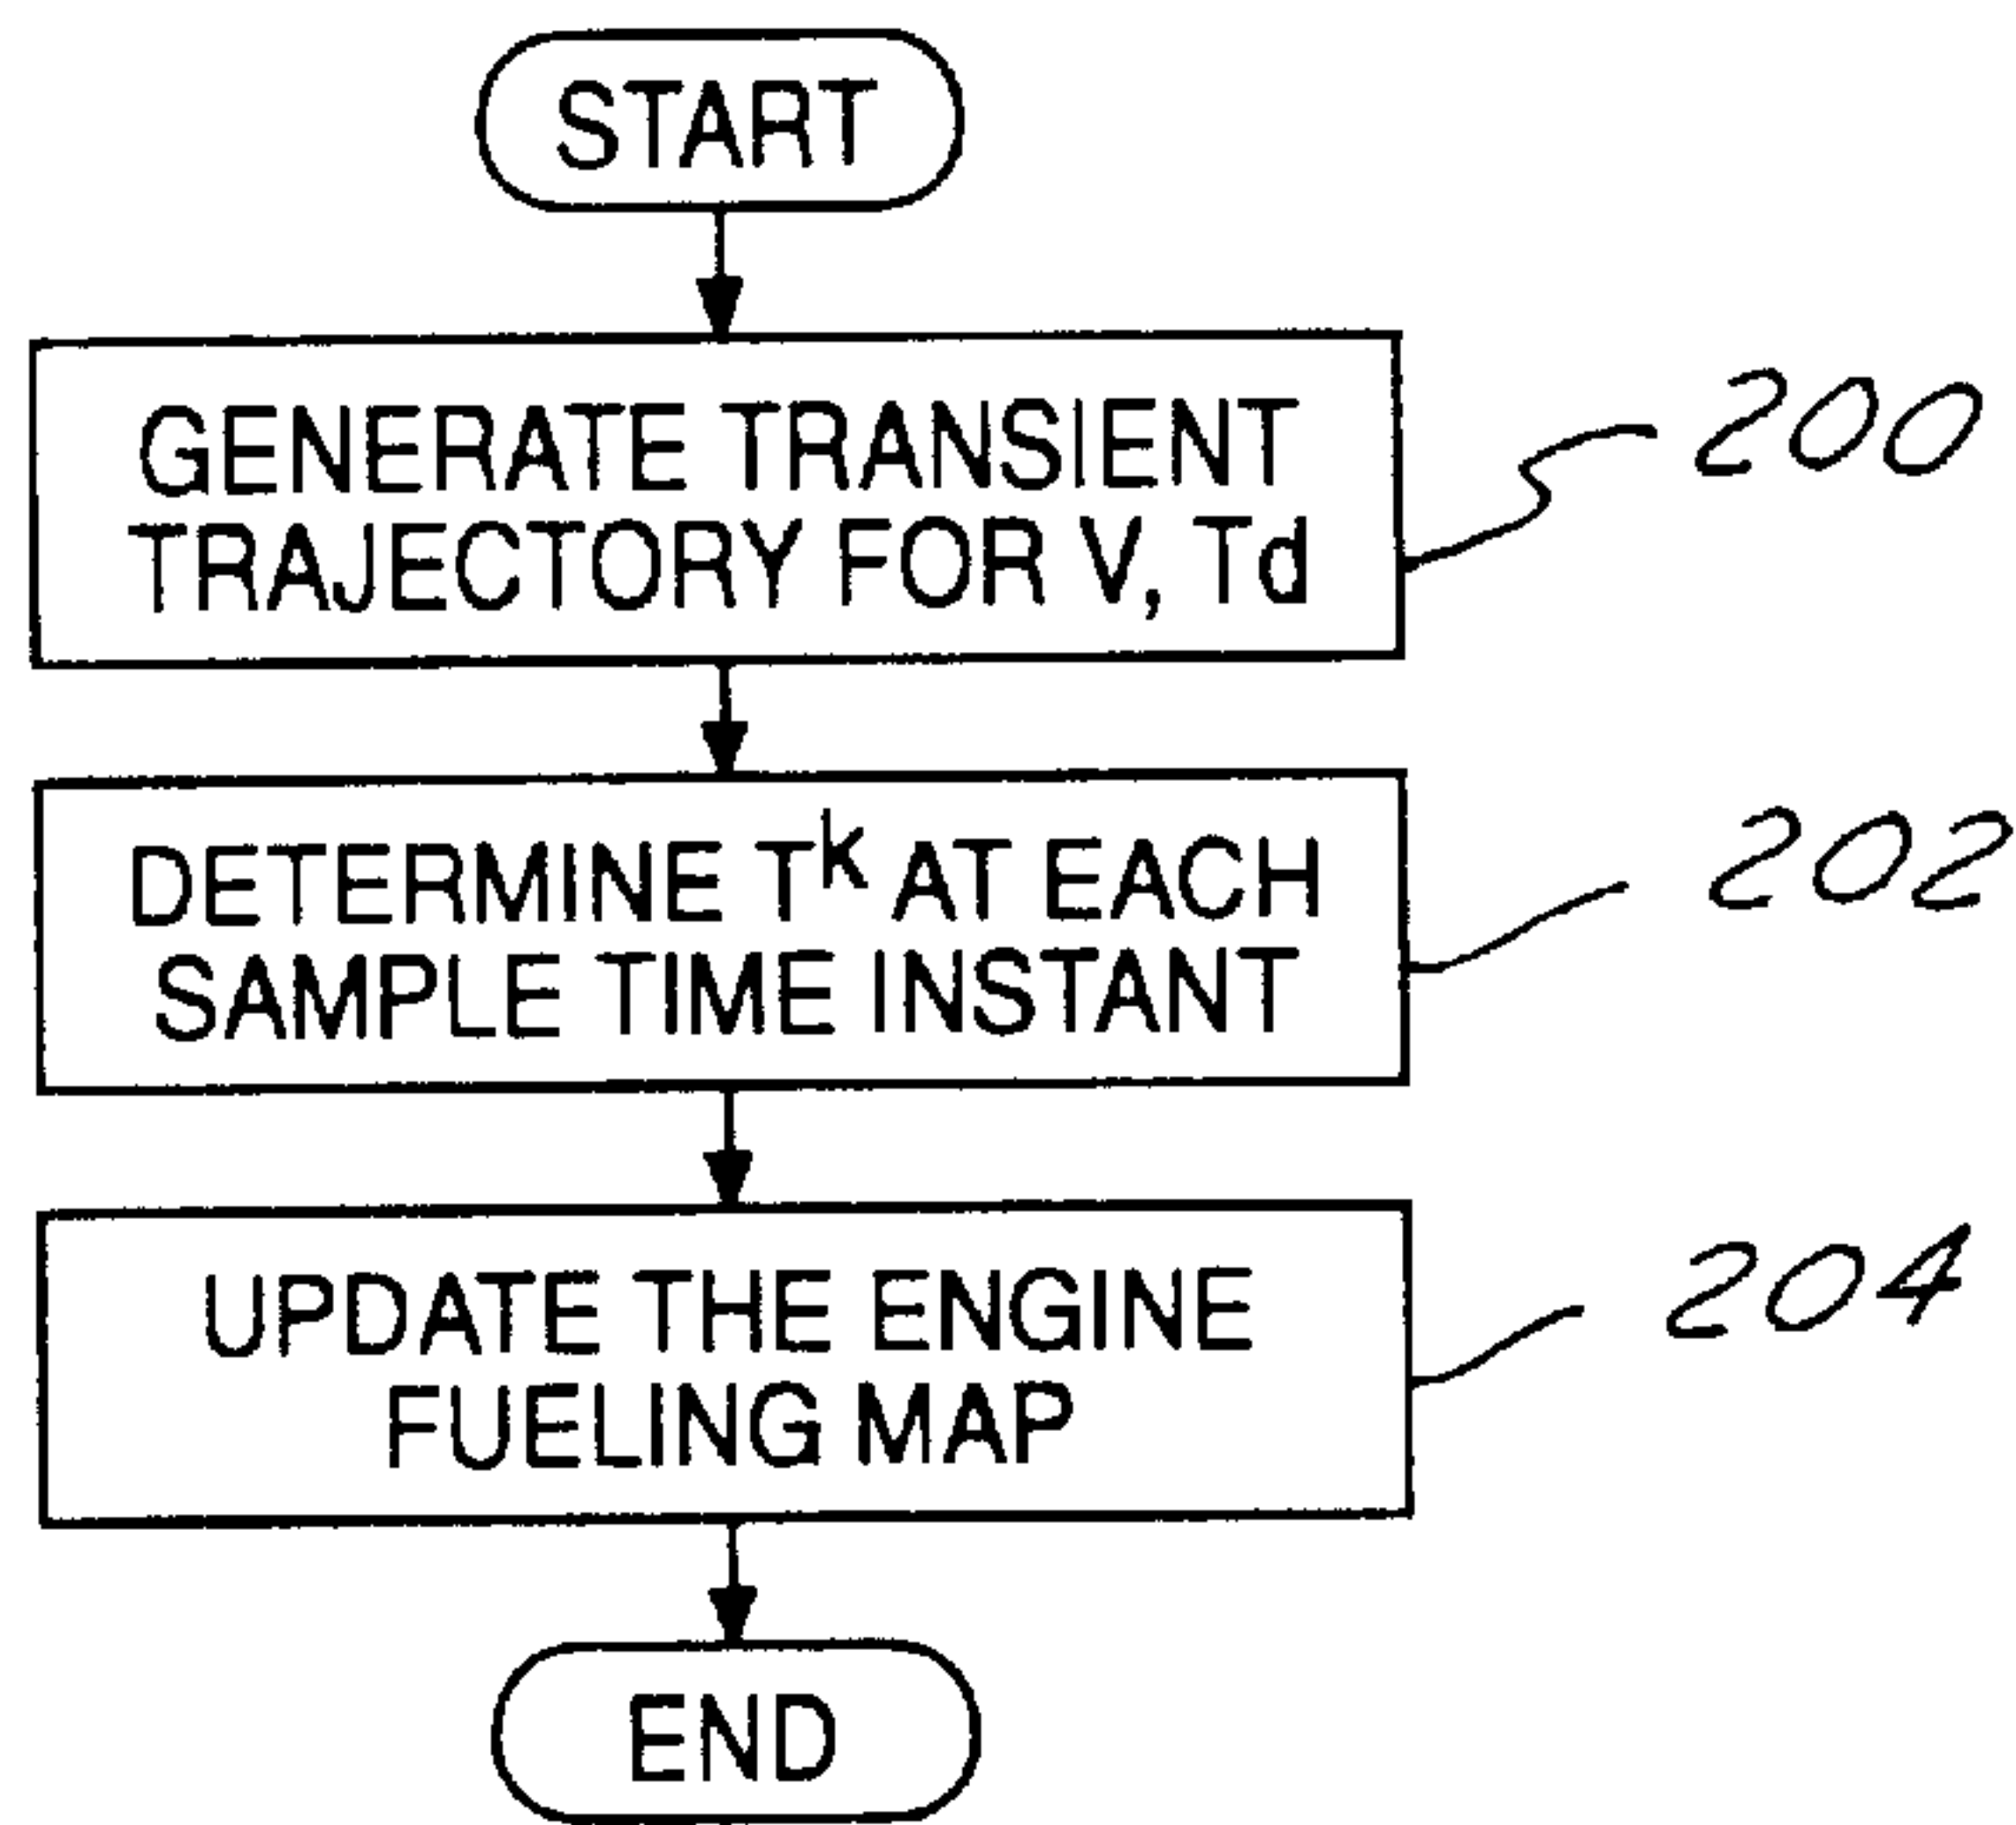 START
GENERATE TRANSIENT
TRAJECTORY FOR V, Td
200
DETERMINE T^k AT EACH
SAMPLE TIME INSTANT
202
UPDATE THE ENGINE
FUELING MAP
204
END